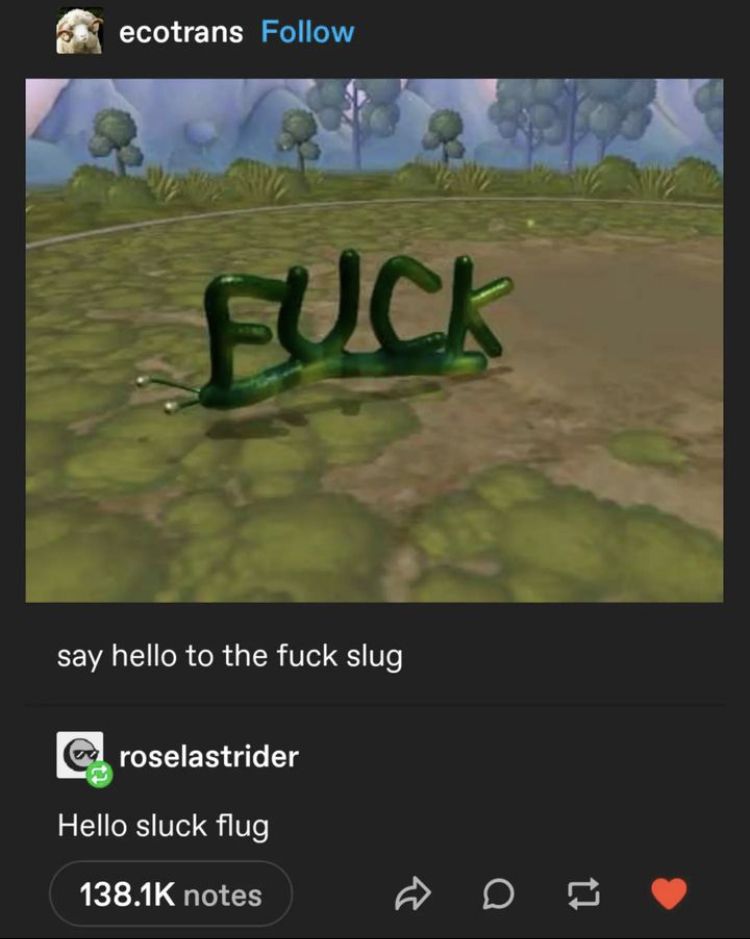 ecotrans Follow
FUCK
say hello to the fuck slug
roselastrider
Hello sluck flug
138.1K notes